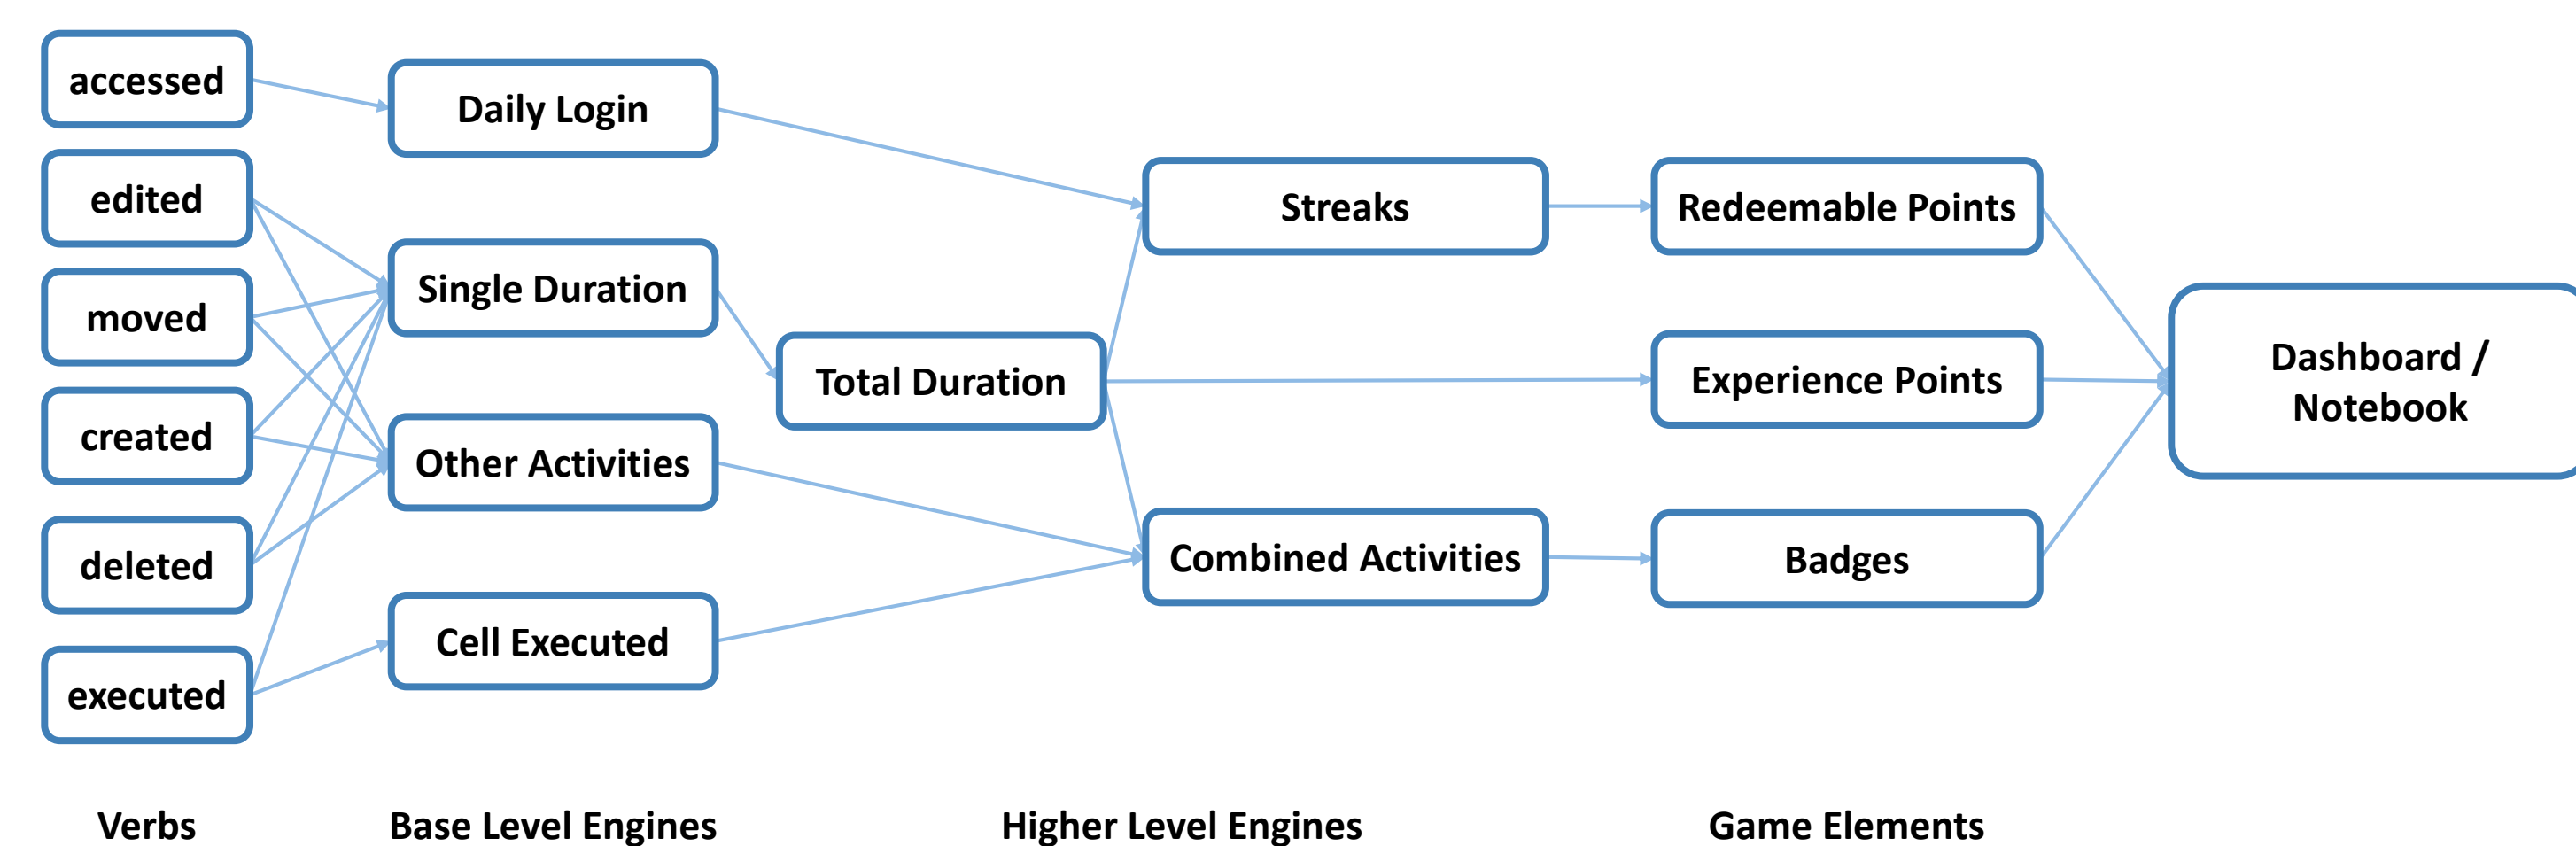 accessed
edited
moved
created
deleted
executed
Daily Login
Single Duration
Other Activities
Cell Executed
Total Duration
Streaks
Combined Activities
Redeemable Points
Experience Points
Badges
Dashboard /
Notebook
Verbs
Base Level Engines
Higher Level Engines
Game Elements